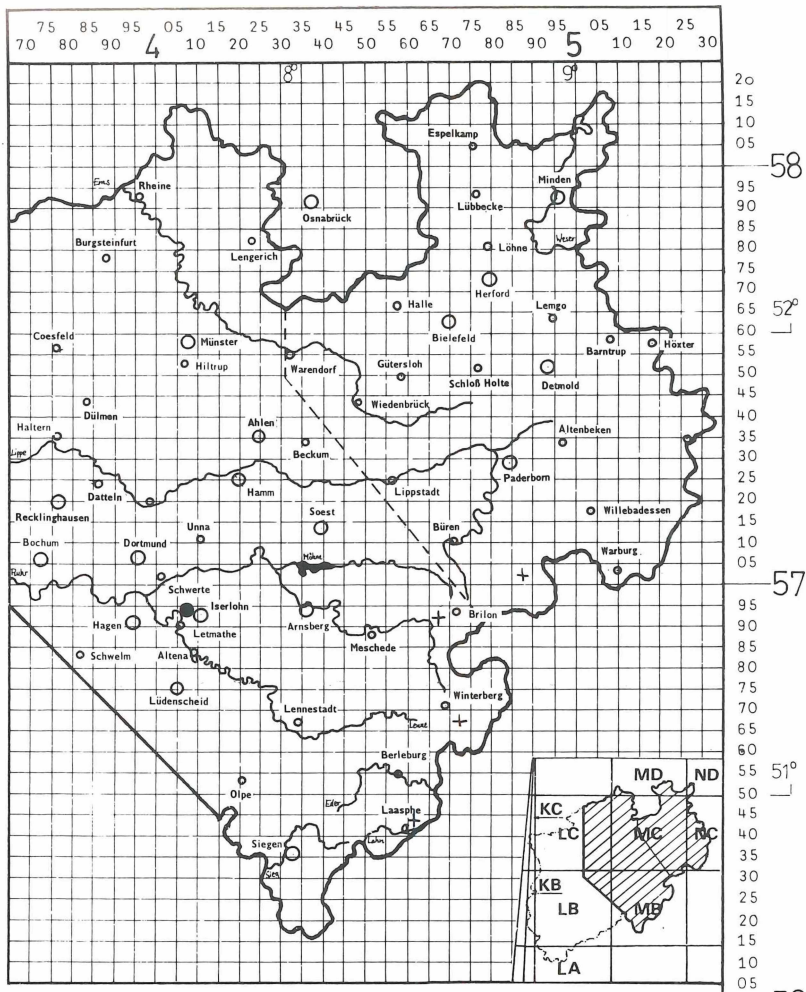 75 85 95 05 15 25 35 45 55 65 75 85 95 05 15 25
70 80 90 4 10 20 30 40 50 60 70 80 90 5 10 20 30
8° 9°
20
15
10
Espelkamp 05
58
Ems Rheine Minden 95
Osnabrück Lübbecke 90
Weser 85
Burgsteinfurt Lengerich Löhne 80
75
Herford 70
Halle Lemgo 65 52°
Coesfeld Münster Bielefeld Barntrup Höxter 60
Hiltrup Warendorf Gütersloh Schloß Holte Detmold 55
50
Dülmen Wiedenbrück 45
Haltern Ahlen Altenbeken 40
Beckum 35
Lippe Paderborn 30
Datteln Hamm Lippstadt 25
Recklinghausen Soest Willebadessen 20
Unna Büren 15
Bochum Dortmund 10
Möhne Warburg 05
Ruhr 57
Schwerte Iserlohn Brilon 95
Hagen Letmathe Arnsberg 90
Schwelm Altena Meschede 85
80
Lüdenscheid 75
Lennestadt Winterberg 70
Lenne 65
60
Berleburg 55 51°
Olpe Eder MD ND 50
Laasphe KC 45
Siegen Lahn LC MC NC 40
Sieg 35
30
KB 25
LB MB 20
15
10
LA 05